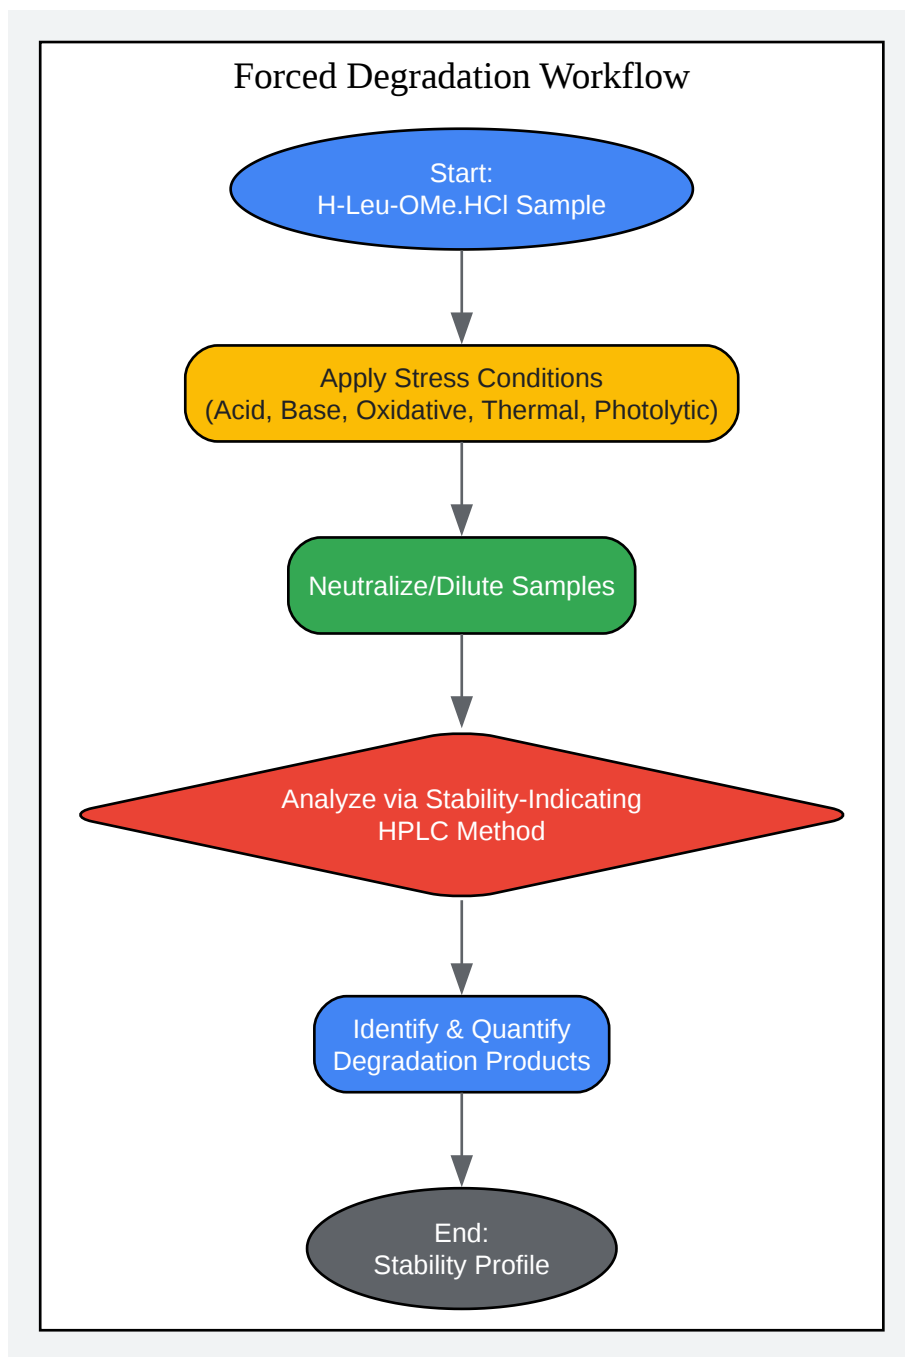 Forced Degradation Workflow
Start:
H-Leu-OMe.HCl Sample
Apply Stress Conditions
(Acid, Base, Oxidative, Thermal, Photolytic)
Neutralize/Dilute Samples
Analyze via Stability-Indicating
HPLC Method
Identify & Quantify
Degradation Products
End:
Stability Profile